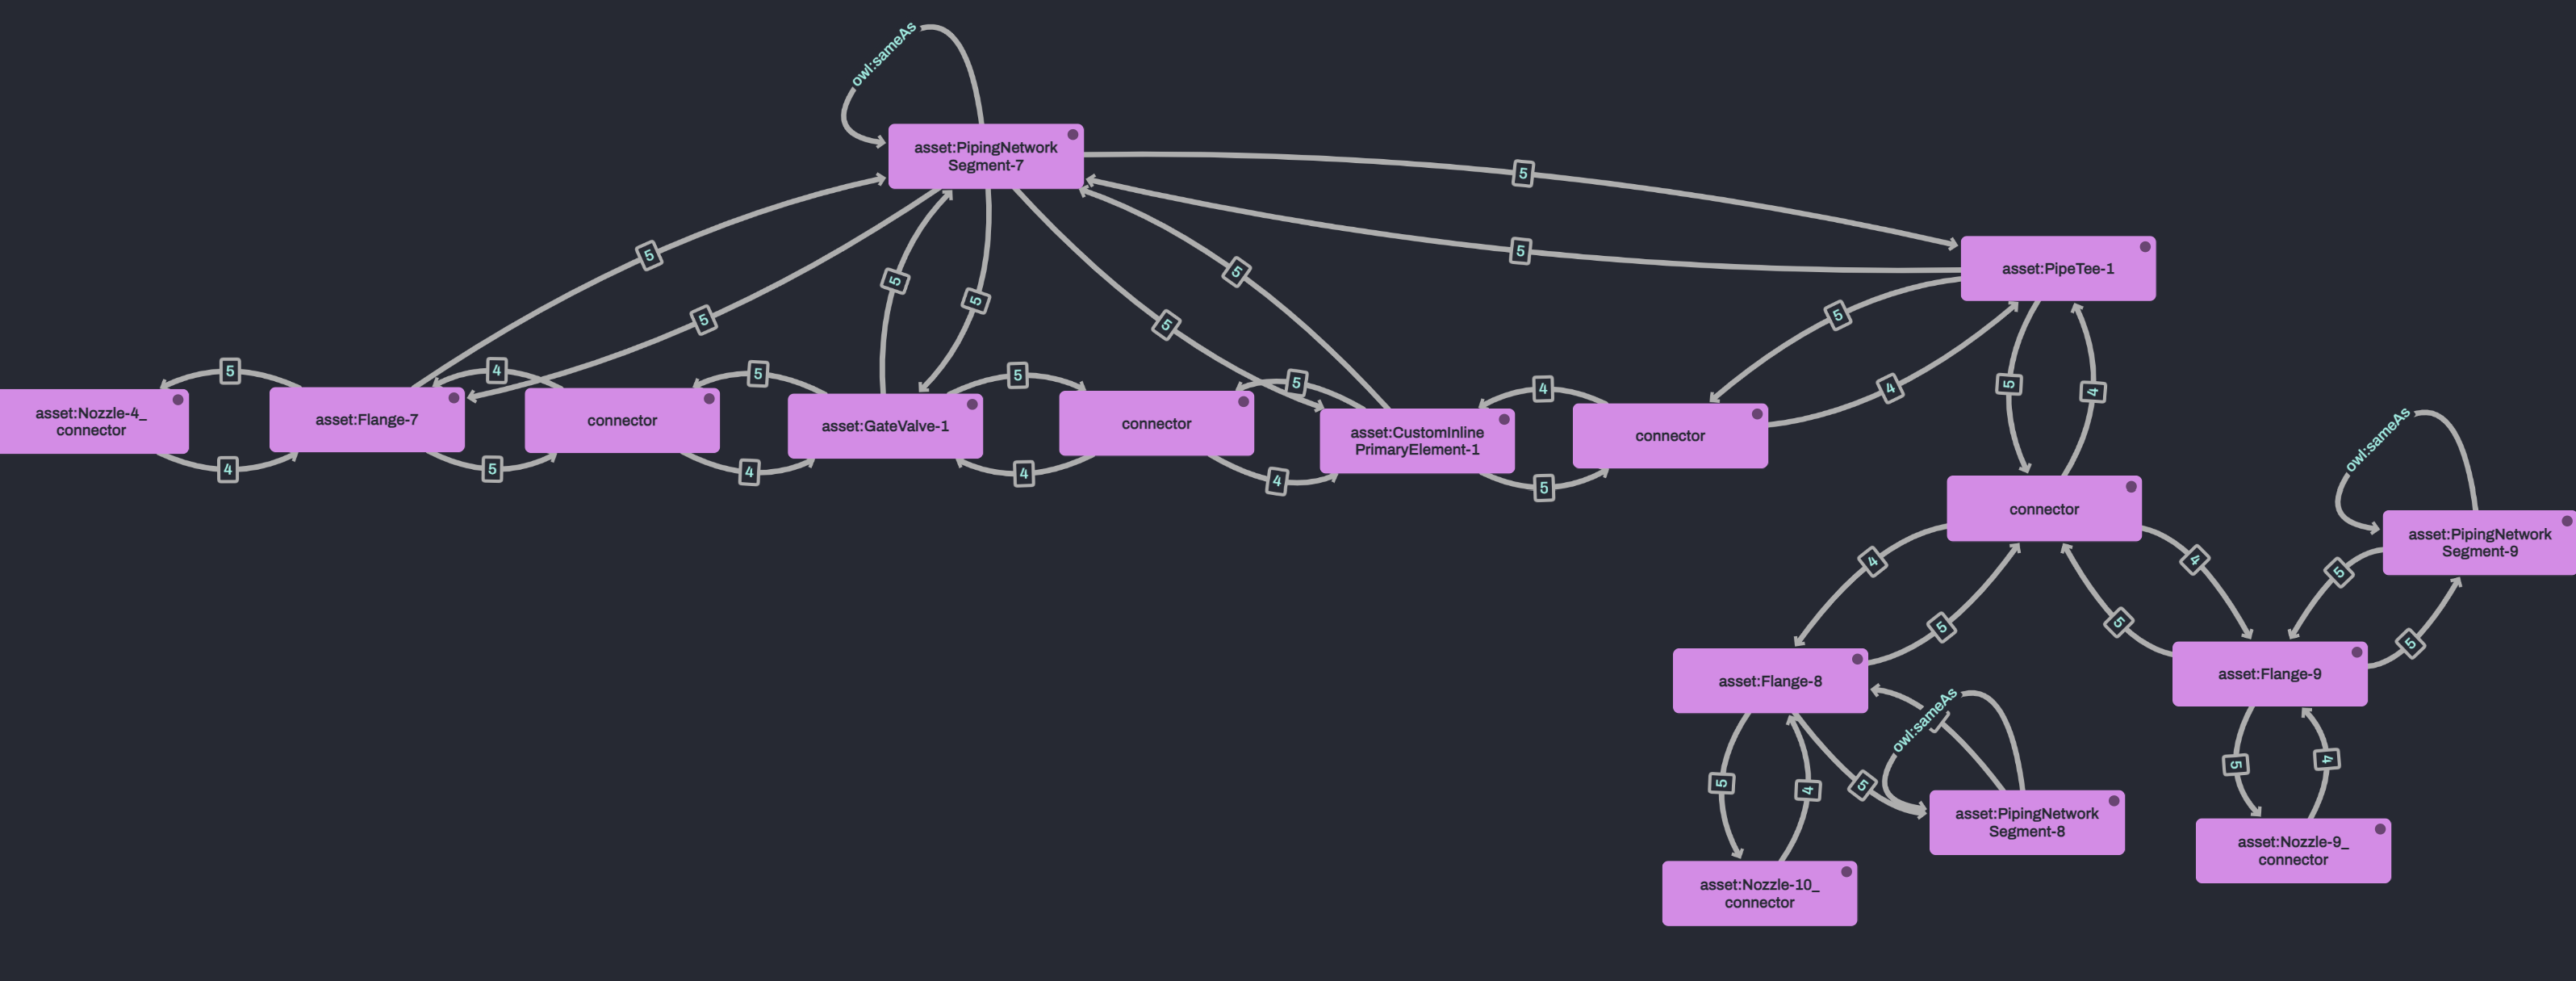 owl:sameAs
asset:PipingNetwork
Segment-7
5
5
asset:PipeTee-1
5
5
5
5
5
5
5
4
5
4
5
5
5
4
5
4
4
asset:Nozzle-4_
connector
asset:Flange-7
connector
asset:GateValve-1
connector
asset:CustomInline
PrimaryElement-1
connector
owl:sameAs
4
5
4
4
4
5
connector
asset:PipingNetwork
Segment-9
4
4
5
5
5
5
asset:Flange-8
asset:Flange-9
owl:sameAs
5
4
5
5
4
asset:PipingNetwork
Segment-8
asset:Nozzle-9_
connector
asset:Nozzle-10_
connector